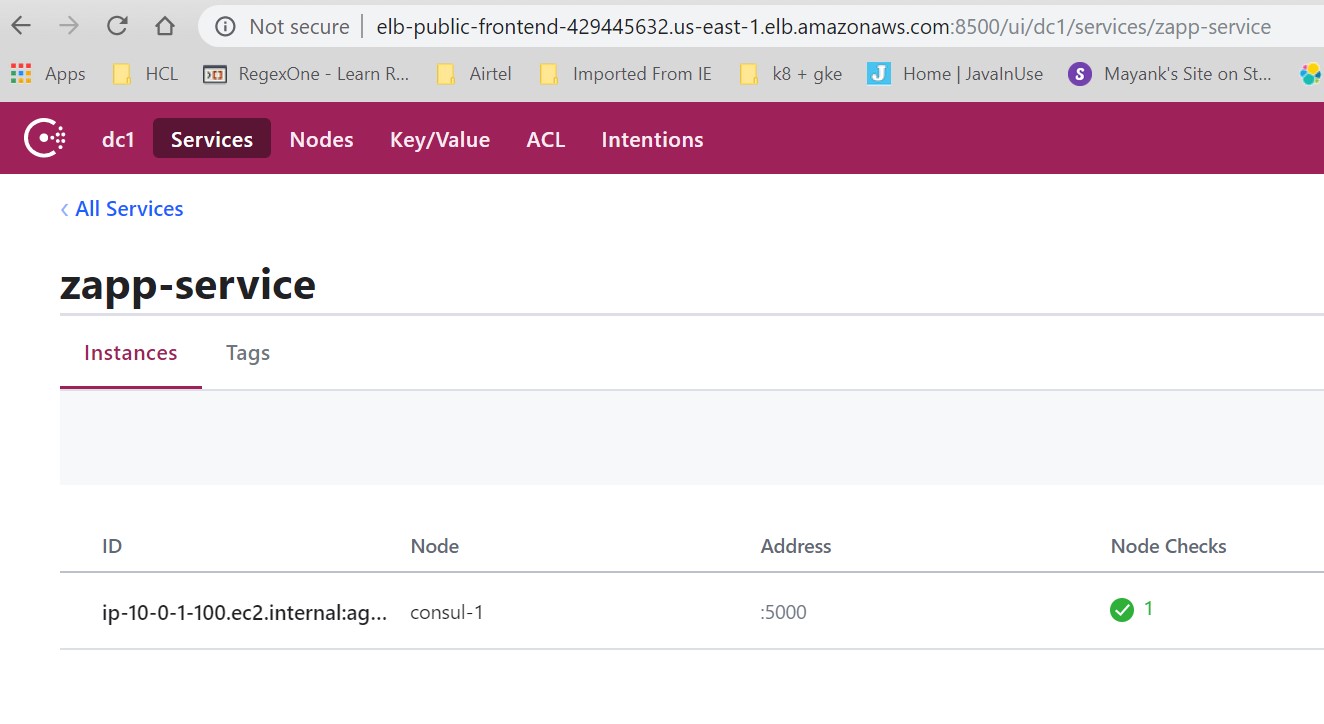 Not secure elb-public-frontend-429445632.us-east-1.elb.amazonaws.com:8500/ui/dc1/services/zapp-service
Apps HCL RegexOne - Learn R... Airtel Imported From IE k8 + gke J Home | JavaInUse S Mayank's Site on St...
dc1 Services Nodes Key/Value ACL Intentions
‹ All Services
zapp-service
Instances Tags
ID Node Address Node Checks
ip-10-0-1-100.ec2.internal:ag... consul-1 :5000 1